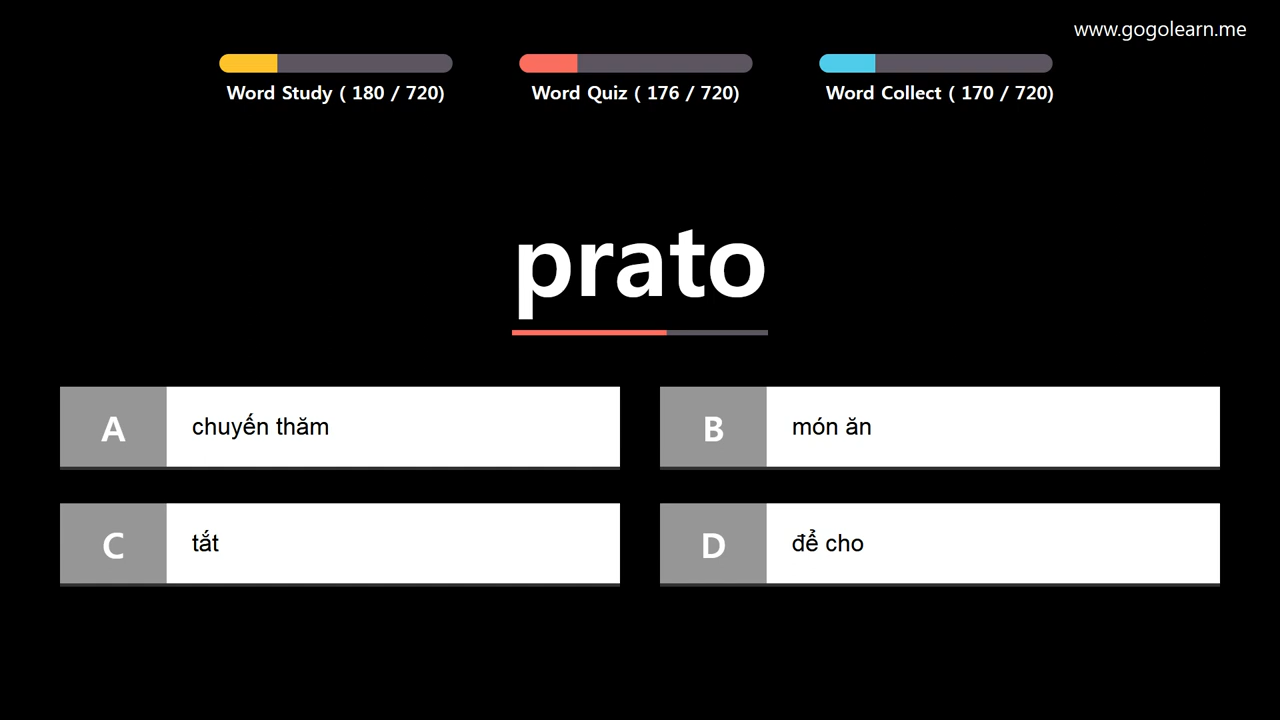 www.gogolearn.me
Word Study ( 180 / 720)
Word Quiz ( 176 / 720)
Word Collect ( 170 / 720)
prato
A chuyến thăm
B món ăn
C tắt
D để cho